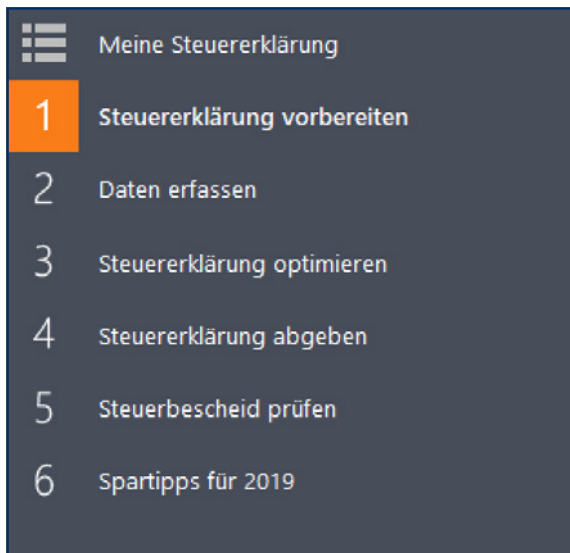 Meine Steuererklärung
1 Steuererklärung vorbereiten
2 Daten erfassen
3 Steuererklärung optimieren
4 Steuererklärung abgeben
5 Steuerbescheid prüfen
6 Spartipps für 2019